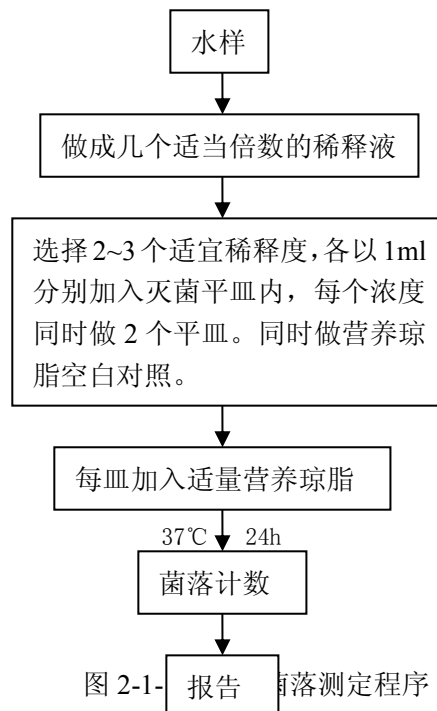 水样
做成几个适当倍数的稀释液
选择2~3个适宜稀释度，各以1ml
分别加入灭菌平皿内，每个浓度
同时做2个平皿。同时做营养琼
脂空白对照。
每皿加入适量营养琼脂
37℃ 24h
菌落计数
图 2-1- 报告 菌落测定程序